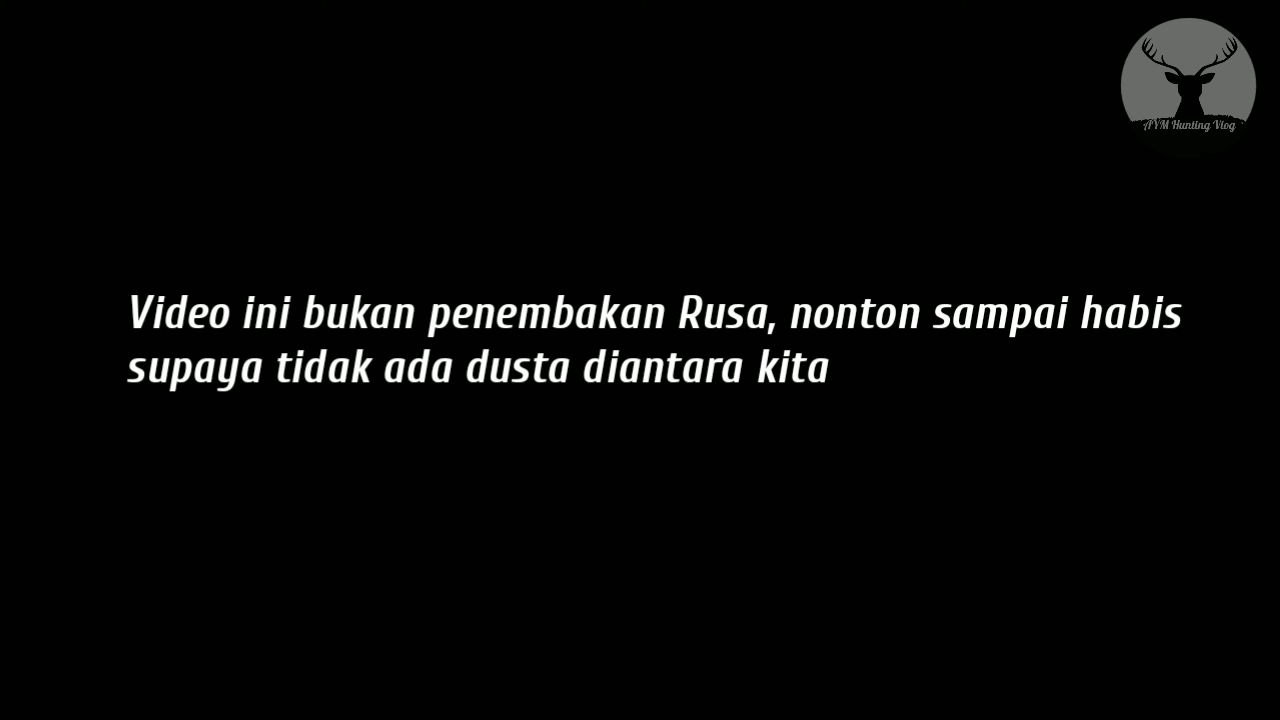 AYM Hunting Vlog
Video ini bukan penembakan Rusa, nonton sampai habis
supaya tidak ada dusta diantara kita